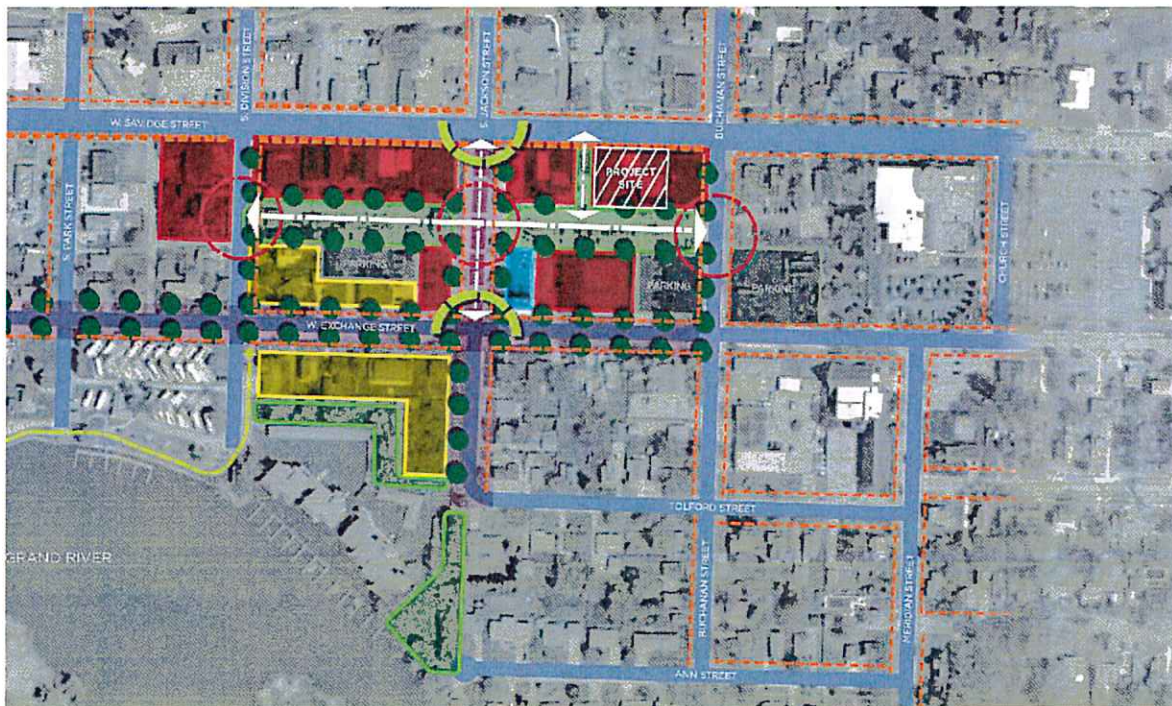 S. DIVISION STREET
S. JACKSON STREET
BUCHANAN STREET
W. SAVIDGE STREET
S. PARK STREET
PROJECT
SITE
CHURCH STREET
PARKING
PARKING
PARKING
W. EXCHANGE STREET
TOLFORD STREET
GRAND RIVER
BUCHANAN STREET
MERIDIAN STREET
ANN STREET